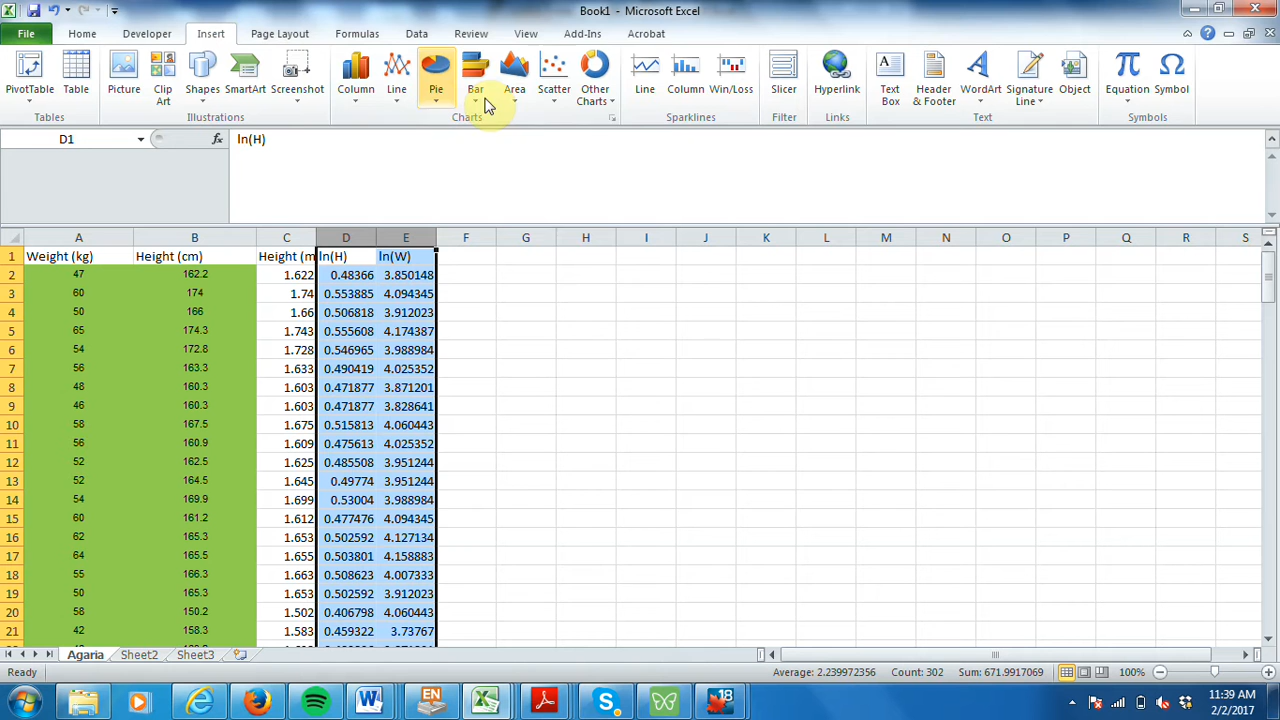 Book1 - Microsoft Excel
File Home Developer Insert Page Layout Formulas Data Review View Add-Ins Acrobat
PivotTable Table Picture Clip Art Shapes SmartArt Screenshot Column Line Pie Bar Area Scatter Other Charts Line Column Win/Loss Slicer Hyperlink Text Box Header & Footer WordArt Signature Line Object Equation Symbol
Tables Illustrations Charts Sparklines Filter Links Text Symbols
D1 fx ln(H)
A B C D E F G H I J K L M N O P Q R S
1 Weight (kg) Height (cm) Height (m ln(H) ln(W)
2 47 162.2 1.622 0.48366 3.850148
3 60 174 1.74 0.553885 4.094345
4 50 166 1.66 0.506818 3.912023
5 65 174.3 1.743 0.555608 4.174387
6 54 172.8 1.728 0.546965 3.988984
7 56 163.3 1.633 0.490419 4.025352
8 48 160.3 1.603 0.471877 3.871201
9 46 160.3 1.603 0.471877 3.828641
10 58 167.5 1.675 0.515813 4.060443
11 56 160.9 1.609 0.475613 4.025352
12 52 162.5 1.625 0.485508 3.951244
13 52 164.5 1.645 0.49774 3.951244
14 54 169.9 1.699 0.53004 3.988984
15 60 161.2 1.612 0.477476 4.094345
16 62 165.3 1.653 0.502592 4.127134
17 64 165.5 1.655 0.503801 4.158883
18 55 166.3 1.663 0.508623 4.007333
19 50 165.3 1.653 0.502592 3.912023
20 58 150.2 1.502 0.406798 4.060443
21 42 158.3 1.583 0.459322 3.73767
Agaria Sheet2 Sheet3
Ready Average: 2.239972356 Count: 302 Sum: 671.9917069 100%
EN 18 11:39 AM
2/2/2017